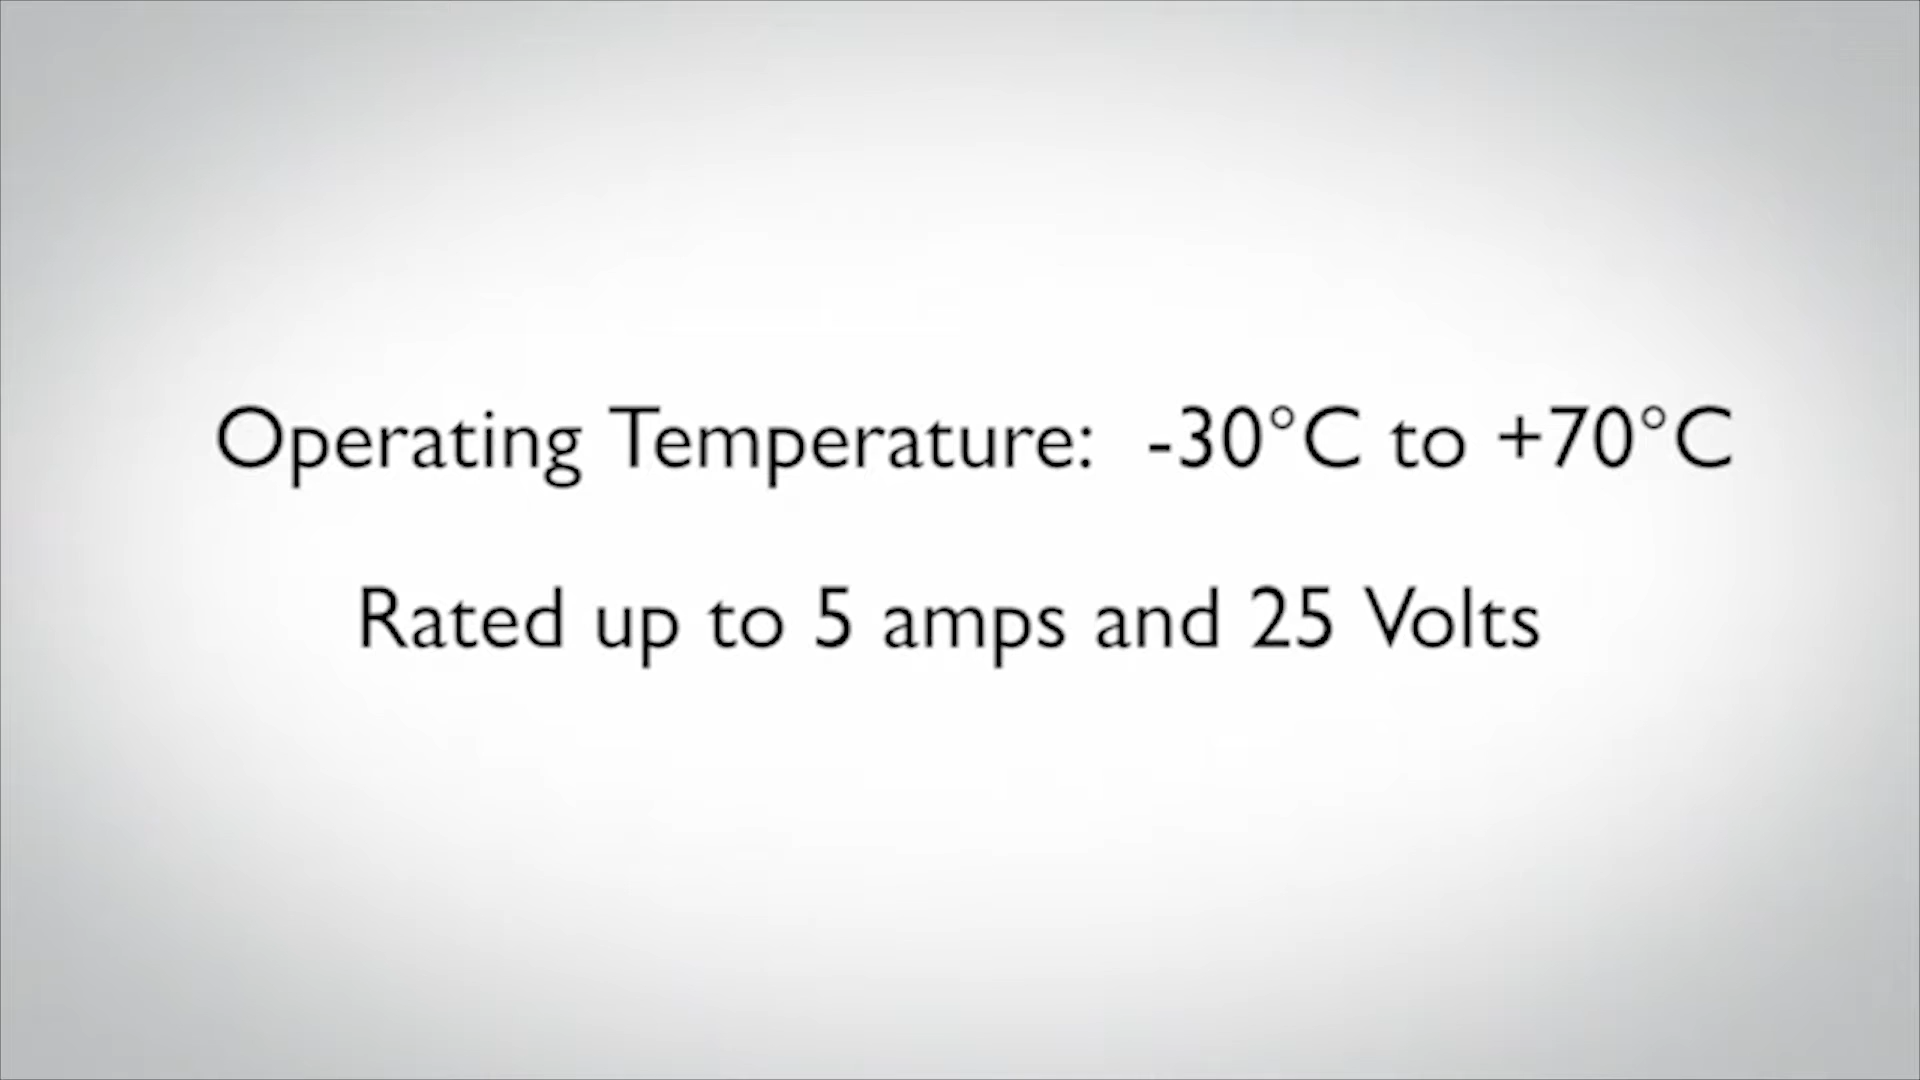 Operating Temperature: -30°C to +70°C
Rated up to 5 amps and 25 Volts